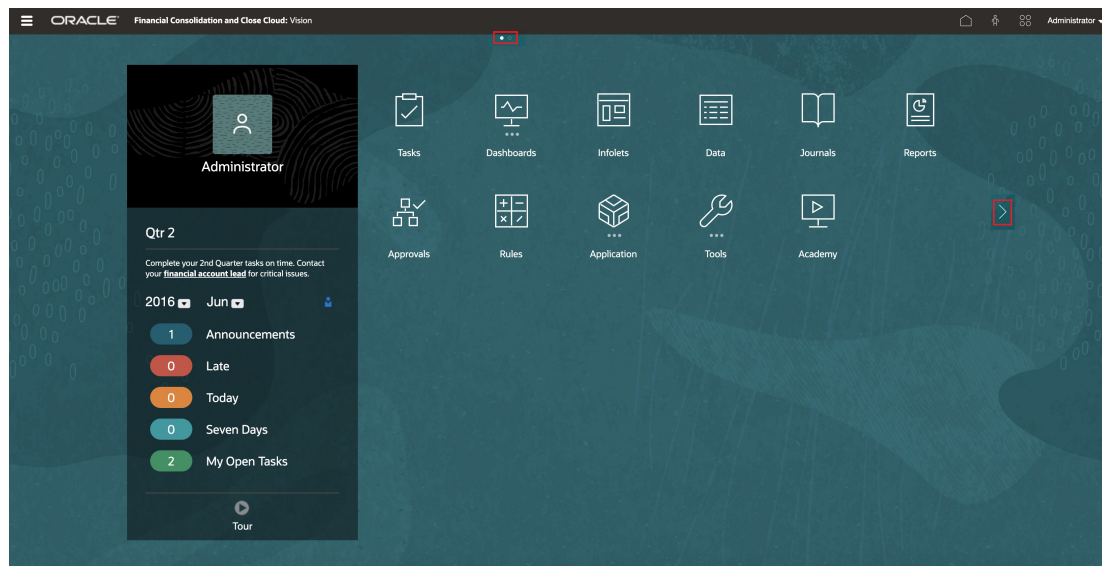 ORACLE Financial Consolidation and Close Cloud: Vision Administrator
Administrator
Qtr 2
Complete your 2nd Quarter tasks on time. Contact
your financial account lead for critical issues.
2016 Jun
1 Announcements
0 Late
0 Today
0 Seven Days
2 My Open Tasks
Tour
Tasks Dashboards Infolets Data Journals Reports
Approvals Rules Application Tools Academy